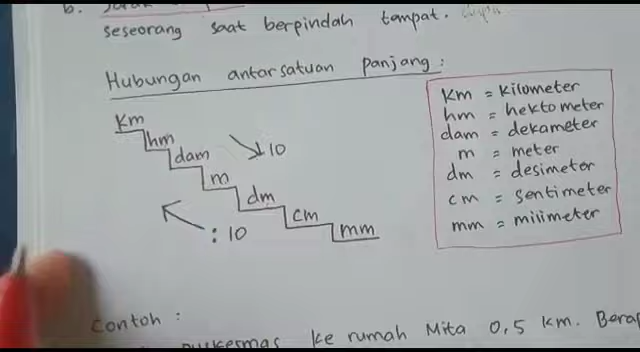 b.
seseorang saat berpindah tampat.
Hubungan antarsatuan panjang :
Km
hm
dam
m
dm
cm
mm
↘ 10
↖ : 10
Km = kilometer
hm = hektometer
dam = dekameter
m = meter
dm = desimeter
cm = sentimeter
mm = milimeter
Contoh :
ke rumah Mita 0,5 km.